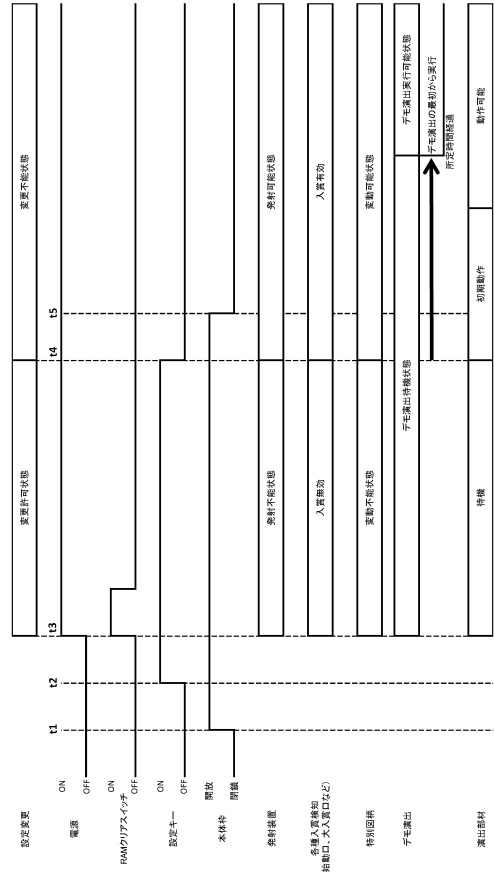 t1
t2
t3
t4
t5
設定変更
変更許可状態
変更不能状態
電源
ON
OFF
RAMクリアスイッチ
ON
OFF
設定キー
ON
OFF
本体枠
開放
閉鎖
発射装置
発射不能状態
発射可能状態
各種入賞検知
始動口、大入賞口など)
入賞無効
入賞有効
特別図柄
変動不能状態
変動可能状態
デモ演出
デモ演出待機状態
デモ演出実行可能状態
デモ演出の最初から実行
所定時間経過
演出部材
待機
初期動作
動作可能